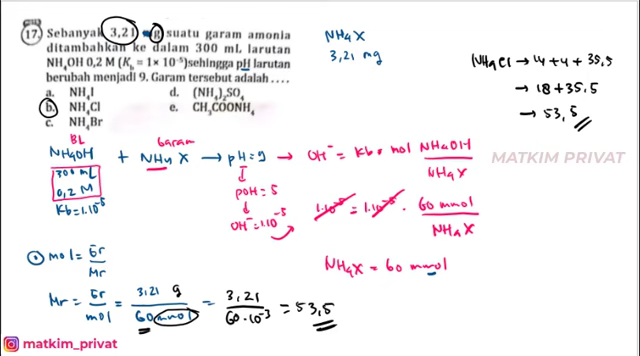 17. Sebanyak 3,21 g suatu garam amonia
ditambahkan ke dalam 300 mL larutan
NH₄OH 0,2 M (K_b = 1 × 10⁻⁵) sehingga pH larutan
berubah menjadi 9. Garam tersebut adalah . . . .
a. NH₄I d. (NH₄)₂SO₄
b. NH₄Cl e. CH₃COONH₄
c. NH₄Br
NH₄X
3,21 mg
NH₄Cl → 14 + 4 + 35,5
→ 18 + 35.5
→ 53,5
MATKIM PRIVAT
BL Garam
NH₄OH + NH₄X → pH = 9 → OH⁻ = Kb • mol NH₄OH / NH₄X
300 mL
0,2 M
Kb = 1.10⁻⁵
pOH = 5
OH⁻ = 1.10⁻⁵
1.10⁻⁵ = 1.10⁻⁵ . 60 mmol / NH₄X
NH₄X = 60 mmol
mol = Gr / Mr
Mr = Gr / mol = 3,21 g / 60 mmol = 3,21 / 60.10⁻³ = 53,5
matkim_privat